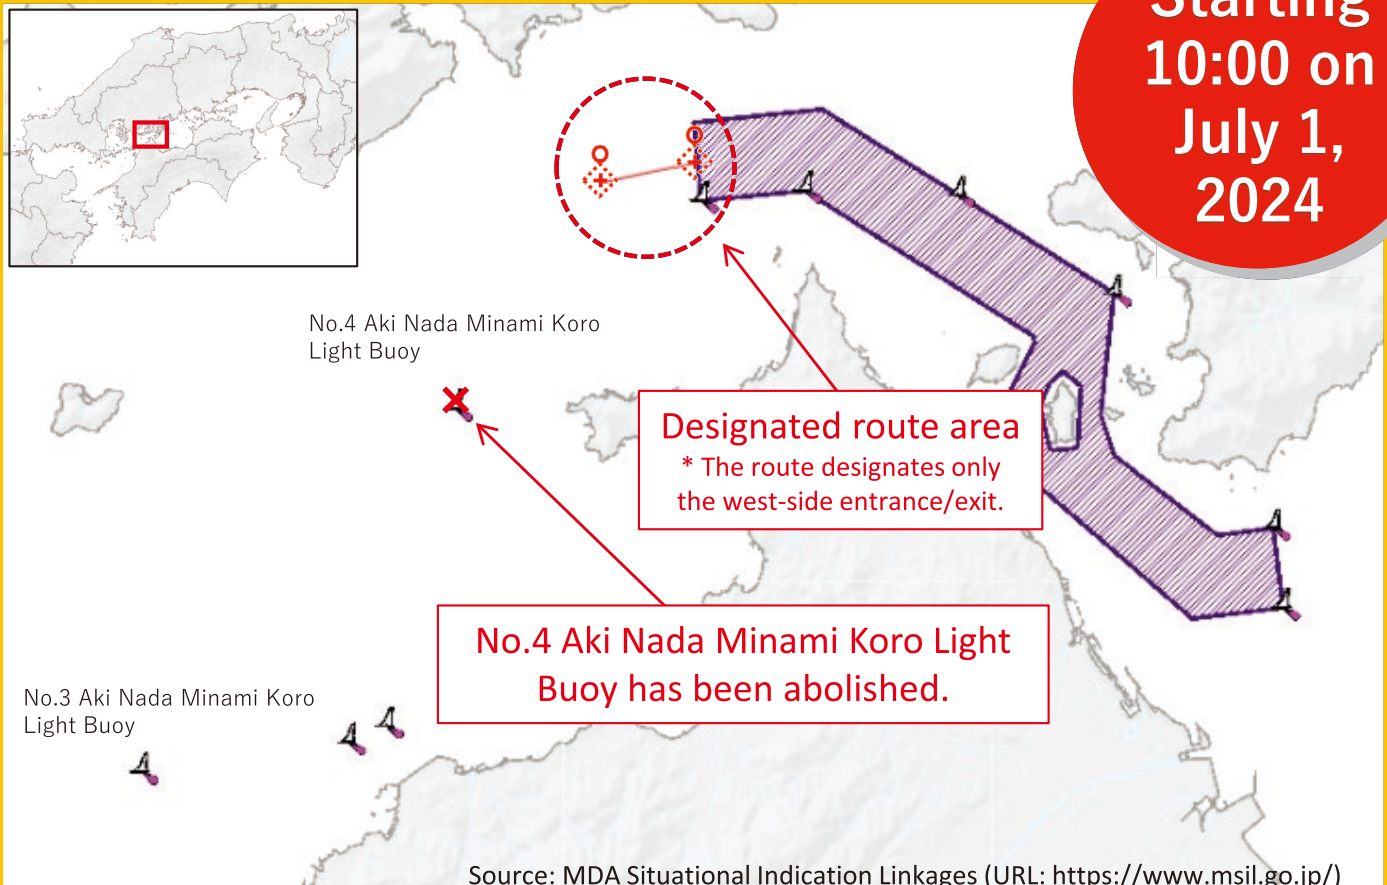 Starting
10:00 on
July 1,
2024
No.4 Aki Nada Minami Koro
Light Buoy
Designated route area
* The route designates only
the west-side entrance/exit.
No.4 Aki Nada Minami Koro Light
Buoy has been abolished.
No.3 Aki Nada Minami Koro
Light Buoy
Source: MDA Situational Indication Linkages (URL: https://www.msil.go.jp/)